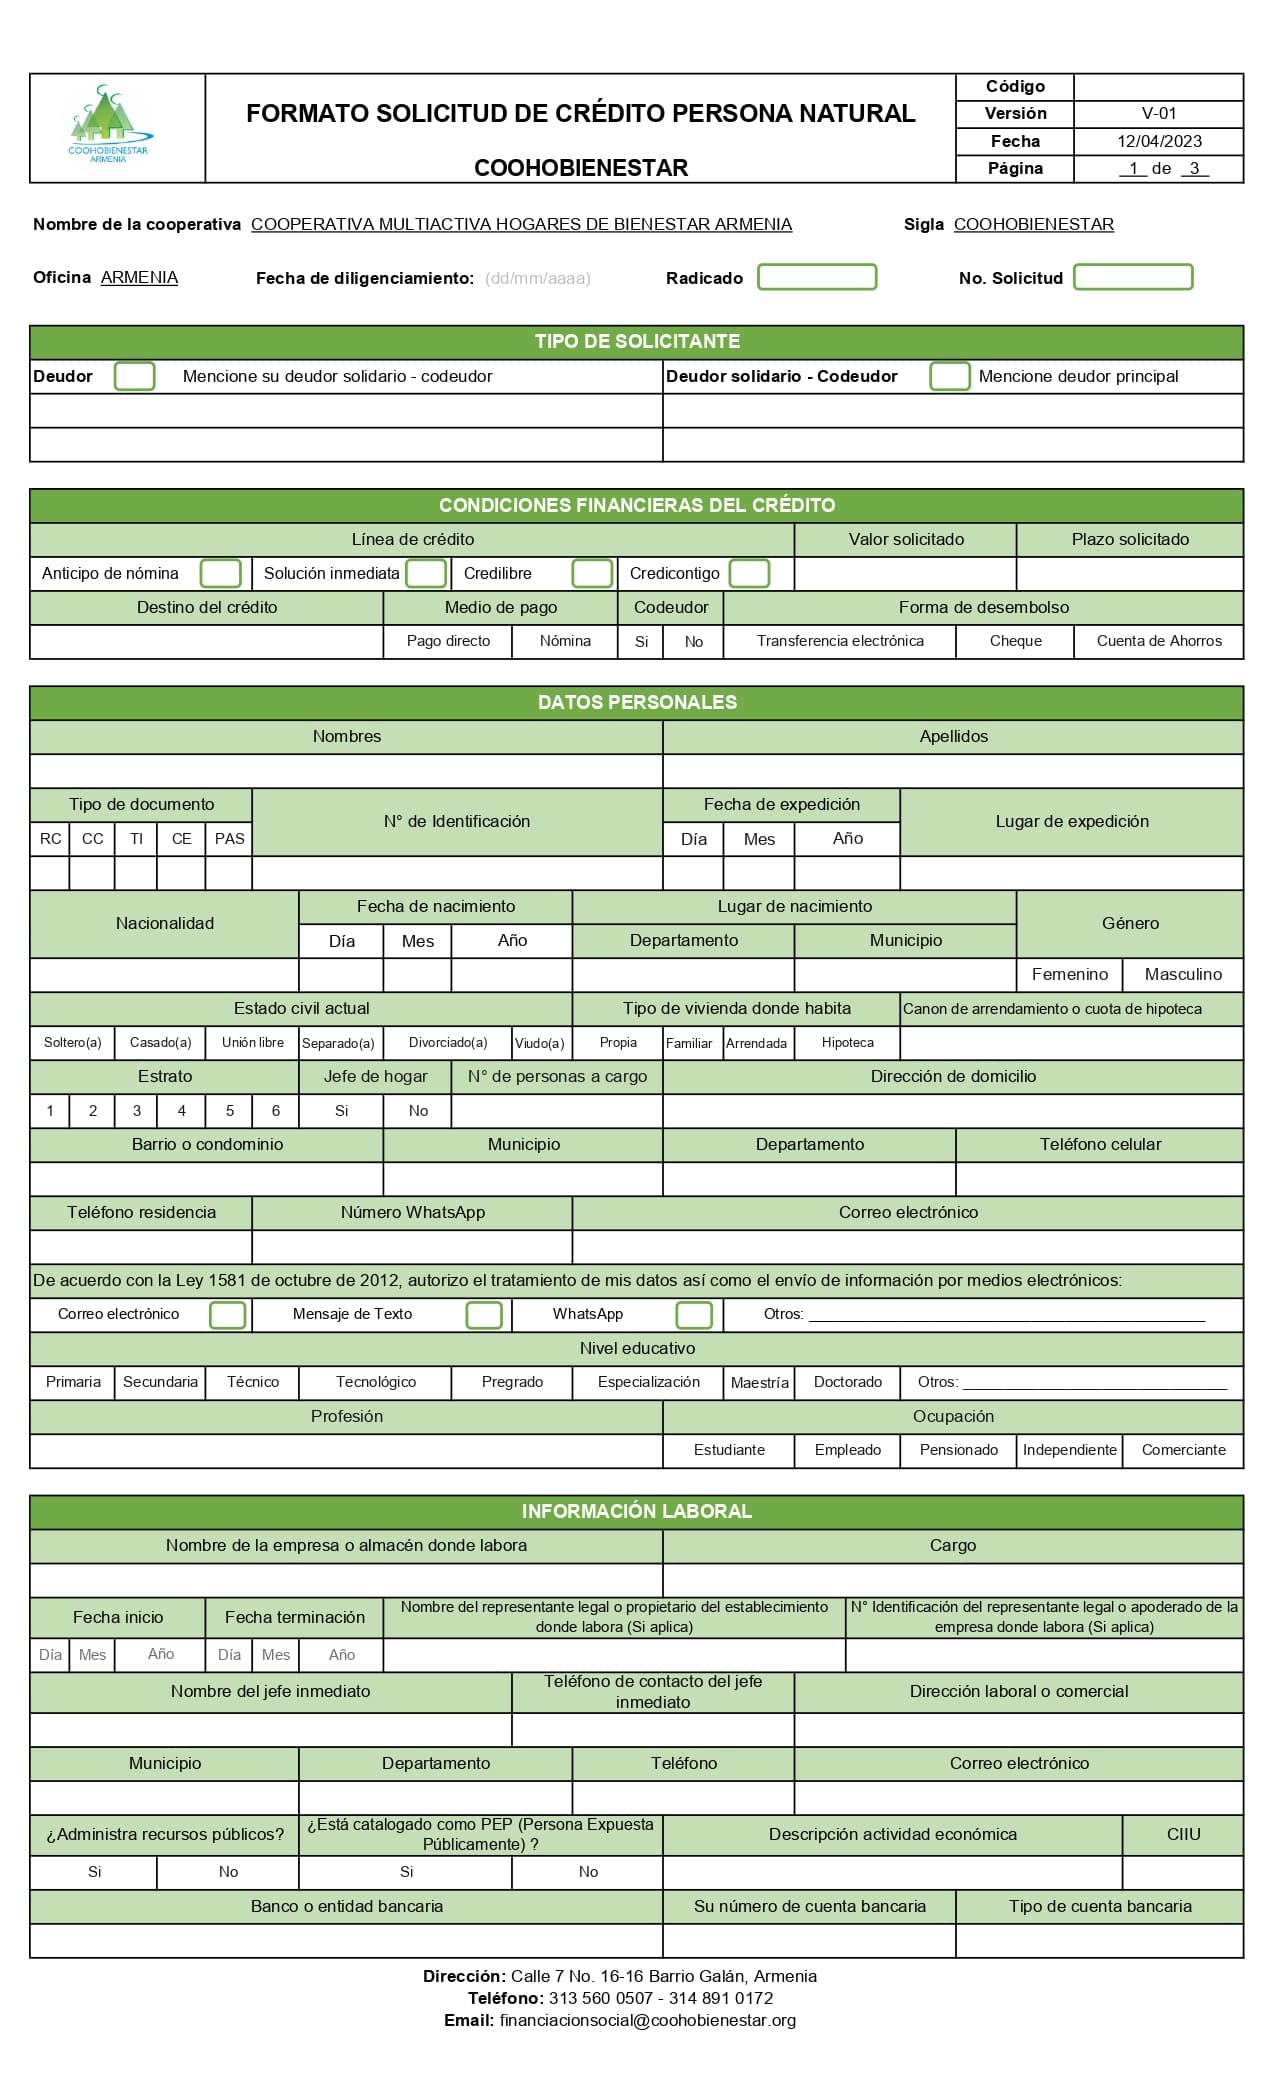 COOHOBIENESTAR
ARMENIA
FORMATO SOLICITUD DE CRÉDITO PERSONA NATURAL
COOHOBIENESTAR
Código
Versión V-01
Fecha 12/04/2023
Página 1 de 3
Nombre de la cooperativa COOPERATIVA MULTIACTIVA HOGARES DE BIENESTAR ARMENIA Sigla COOHOBIENESTAR
Oficina ARMENIA Fecha de diligenciamiento: (dd/mm/aaaa) Radicado No. Solicitud
TIPO DE SOLICITANTE
Deudor Mencione su deudor solidario - codeudor Deudor solidario - Codeudor Mencione deudor principal
CONDICIONES FINANCIERAS DEL CRÉDITO
Línea de crédito Valor solicitado Plazo solicitado
Anticipo de nómina Solución inmediata Credilibre Credicontigo
Destino del crédito Medio de pago Codeudor Forma de desembolso
Pago directo Nómina Si No Transferencia electrónica Cheque Cuenta de Ahorros
DATOS PERSONALES
Nombres Apellidos
Tipo de documento N° de Identificación Fecha de expedición Lugar de expedición
RC CC TI CE PAS Día Mes Año
Nacionalidad Fecha de nacimiento Lugar de nacimiento Género
Día Mes Año Departamento Municipio
Femenino Masculino
Estado civil actual Tipo de vivienda donde habita Canon de arrendamiento o cuota de hipoteca
Soltero(a) Casado(a) Unión libre Separado(a) Divorciado(a) Viudo(a) Propia Familiar Arrendada Hipoteca
Estrato Jefe de hogar N° de personas a cargo Dirección de domicilio
1 2 3 4 5 6 Si No
Barrio o condominio Municipio Departamento Teléfono celular
Teléfono residencia Número WhatsApp Correo electrónico
De acuerdo con la Ley 1581 de octubre de 2012, autorizo el tratamiento de mis datos así como el envío de información por medios electrónicos:
Correo electrónico Mensaje de Texto WhatsApp Otros:
Nivel educativo
Primaria Secundaria Técnico Tecnológico Pregrado Especialización Maestría Doctorado Otros:
Profesión Ocupación
Estudiante Empleado Pensionado Independiente Comerciante
INFORMACIÓN LABORAL
Nombre de la empresa o almacén donde labora Cargo
Fecha inicio Fecha terminación Nombre del representante legal o propietario del establecimiento donde labora (Si aplica) N° Identificación del representante legal o apoderado de la empresa donde labora (Si aplica)
Día Mes Año Día Mes Año
Nombre del jefe inmediato Teléfono de contacto del jefe inmediato Dirección laboral o comercial
Municipio Departamento Teléfono Correo electrónico
¿Administra recursos públicos? ¿Está catalogado como PEP (Persona Expuesta Públicamente) ? Descripción actividad económica CIIU
Si No Si No
Banco o entidad bancaria Su número de cuenta bancaria Tipo de cuenta bancaria
Dirección: Calle 7 No. 16-16 Barrio Galán, Armenia
Teléfono: 313 560 0507 - 314 891 0172
Email: financiacionsocial@coohobienestar.org